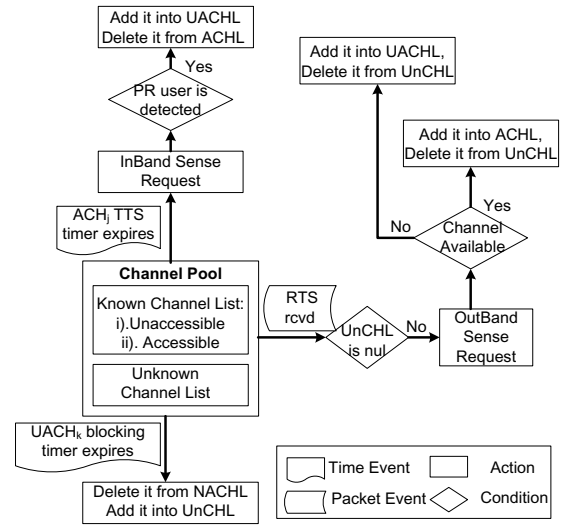 Add it into UACHL
Delete it from ACHL
Yes
PR user is
detected
InBand Sense
Request
ACHj TTS
timer expires
Channel Pool
Known Channel List:
i).Unaccessible
ii). Accessible
Unknown
Channel List
UACHk blocking
timer expires
Delete it from NACHL
Add it into UnCHL
RTS
rcvd
UnCHL
is nul
No
OutBand
Sense
Request
Channel
Available
No
Yes
Add it into UACHL,
Delete it from UnCHL
Add it into ACHL,
Delete it from UnCHL
Time Event
Action
Packet Event
Condition